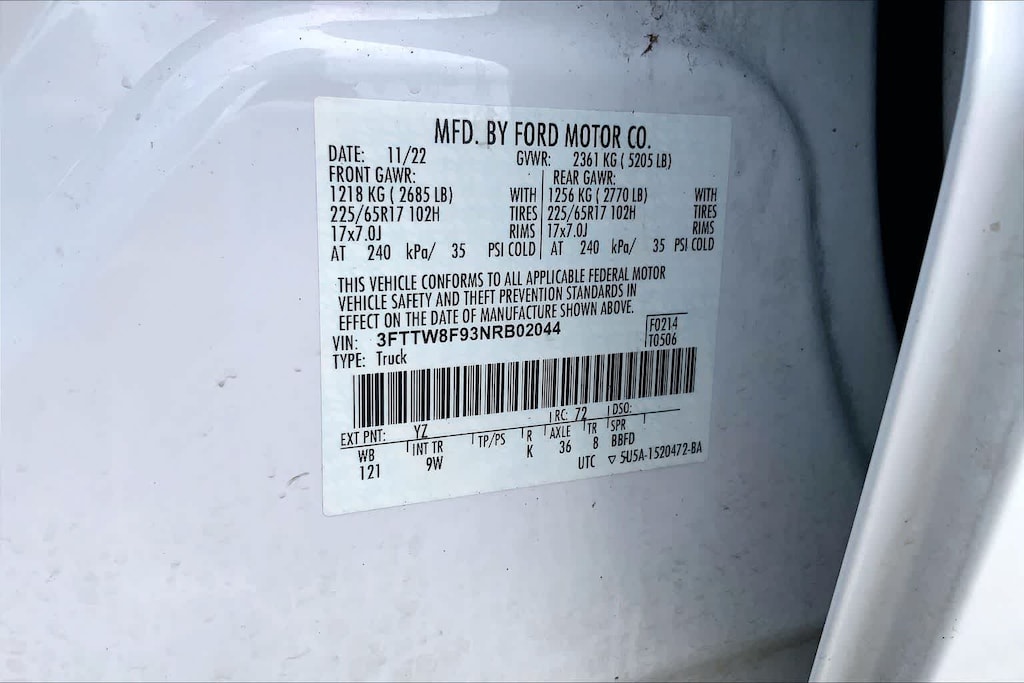 MFD. BY FORD MOTOR CO.
DATE: 11/22 GVWR: 2361 KG ( 5205 LB)
FRONT GAWR: REAR GAWR:
1218 KG ( 2685 LB) WITH 1256 KG ( 2770 LB) WITH
225/65R17 102H TIRES 225/65R17 102H TIRES
17x7.0J RIMS 17x7.0J RIMS
AT 240 kPa/ 35 PSI COLD AT 240 kPa/ 35 PSI COLD
THIS VEHICLE CONFORMS TO ALL APPLICABLE FEDERAL MOTOR
VEHICLE SAFETY AND THEFT PREVENTION STANDARDS IN
EFFECT ON THE DATE OF MANUFACTURE SHOWN ABOVE.
VIN: 3FTTW8F93NRB02044 F0214
TYPE: Truck T0506
EXT PNT: YZ RC: 72 DSO:
WB INT TR TP/PS R AXLE TR SPR
121 9W K 36 8 BBFD
UTC ▽ 5U5A-1520472-BA